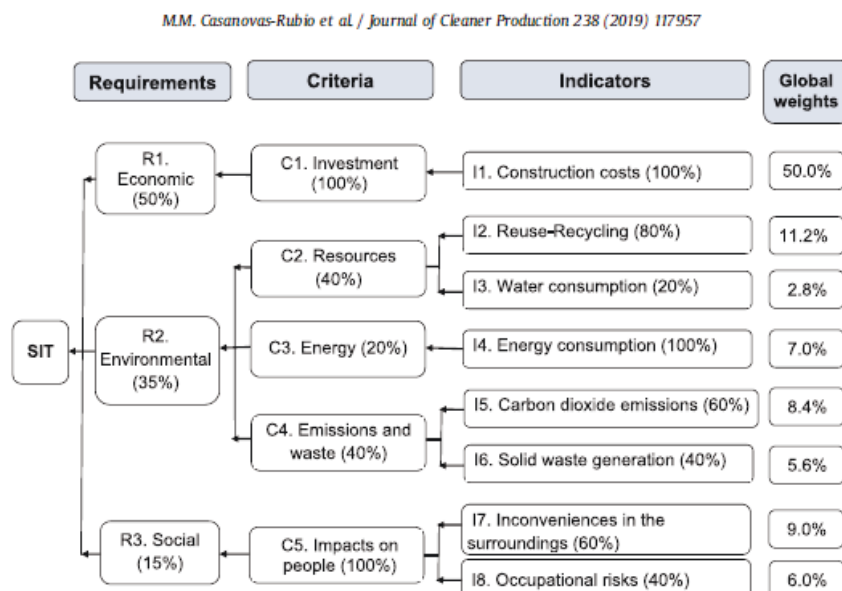 M.M. Casanovas-Rubio et al. / Journal of Cleaner Production 238 (2019) 117957
Requirements
Criteria
Indicators
Global
weights
R1.
Economic
(50%)
C1. Investment
(100%)
I1. Construction costs (100%)
50.0%
C2. Resources
(40%)
I2. Reuse-Recycling (80%)
11.2%
I3. Water consumption (20%)
2.8%
SIT
R2.
Environmental
(35%)
C3. Energy (20%)
I4. Energy consumption (100%)
7.0%
C4. Emissions and
waste (40%)
I5. Carbon dioxide emissions (60%)
8.4%
I6. Solid waste generation (40%)
5.6%
R3. Social
(15%)
C5. Impacts on
people (100%)
I7. Inconveniences in the
surroundings (60%)
9.0%
I8. Occupational risks (40%)
6.0%